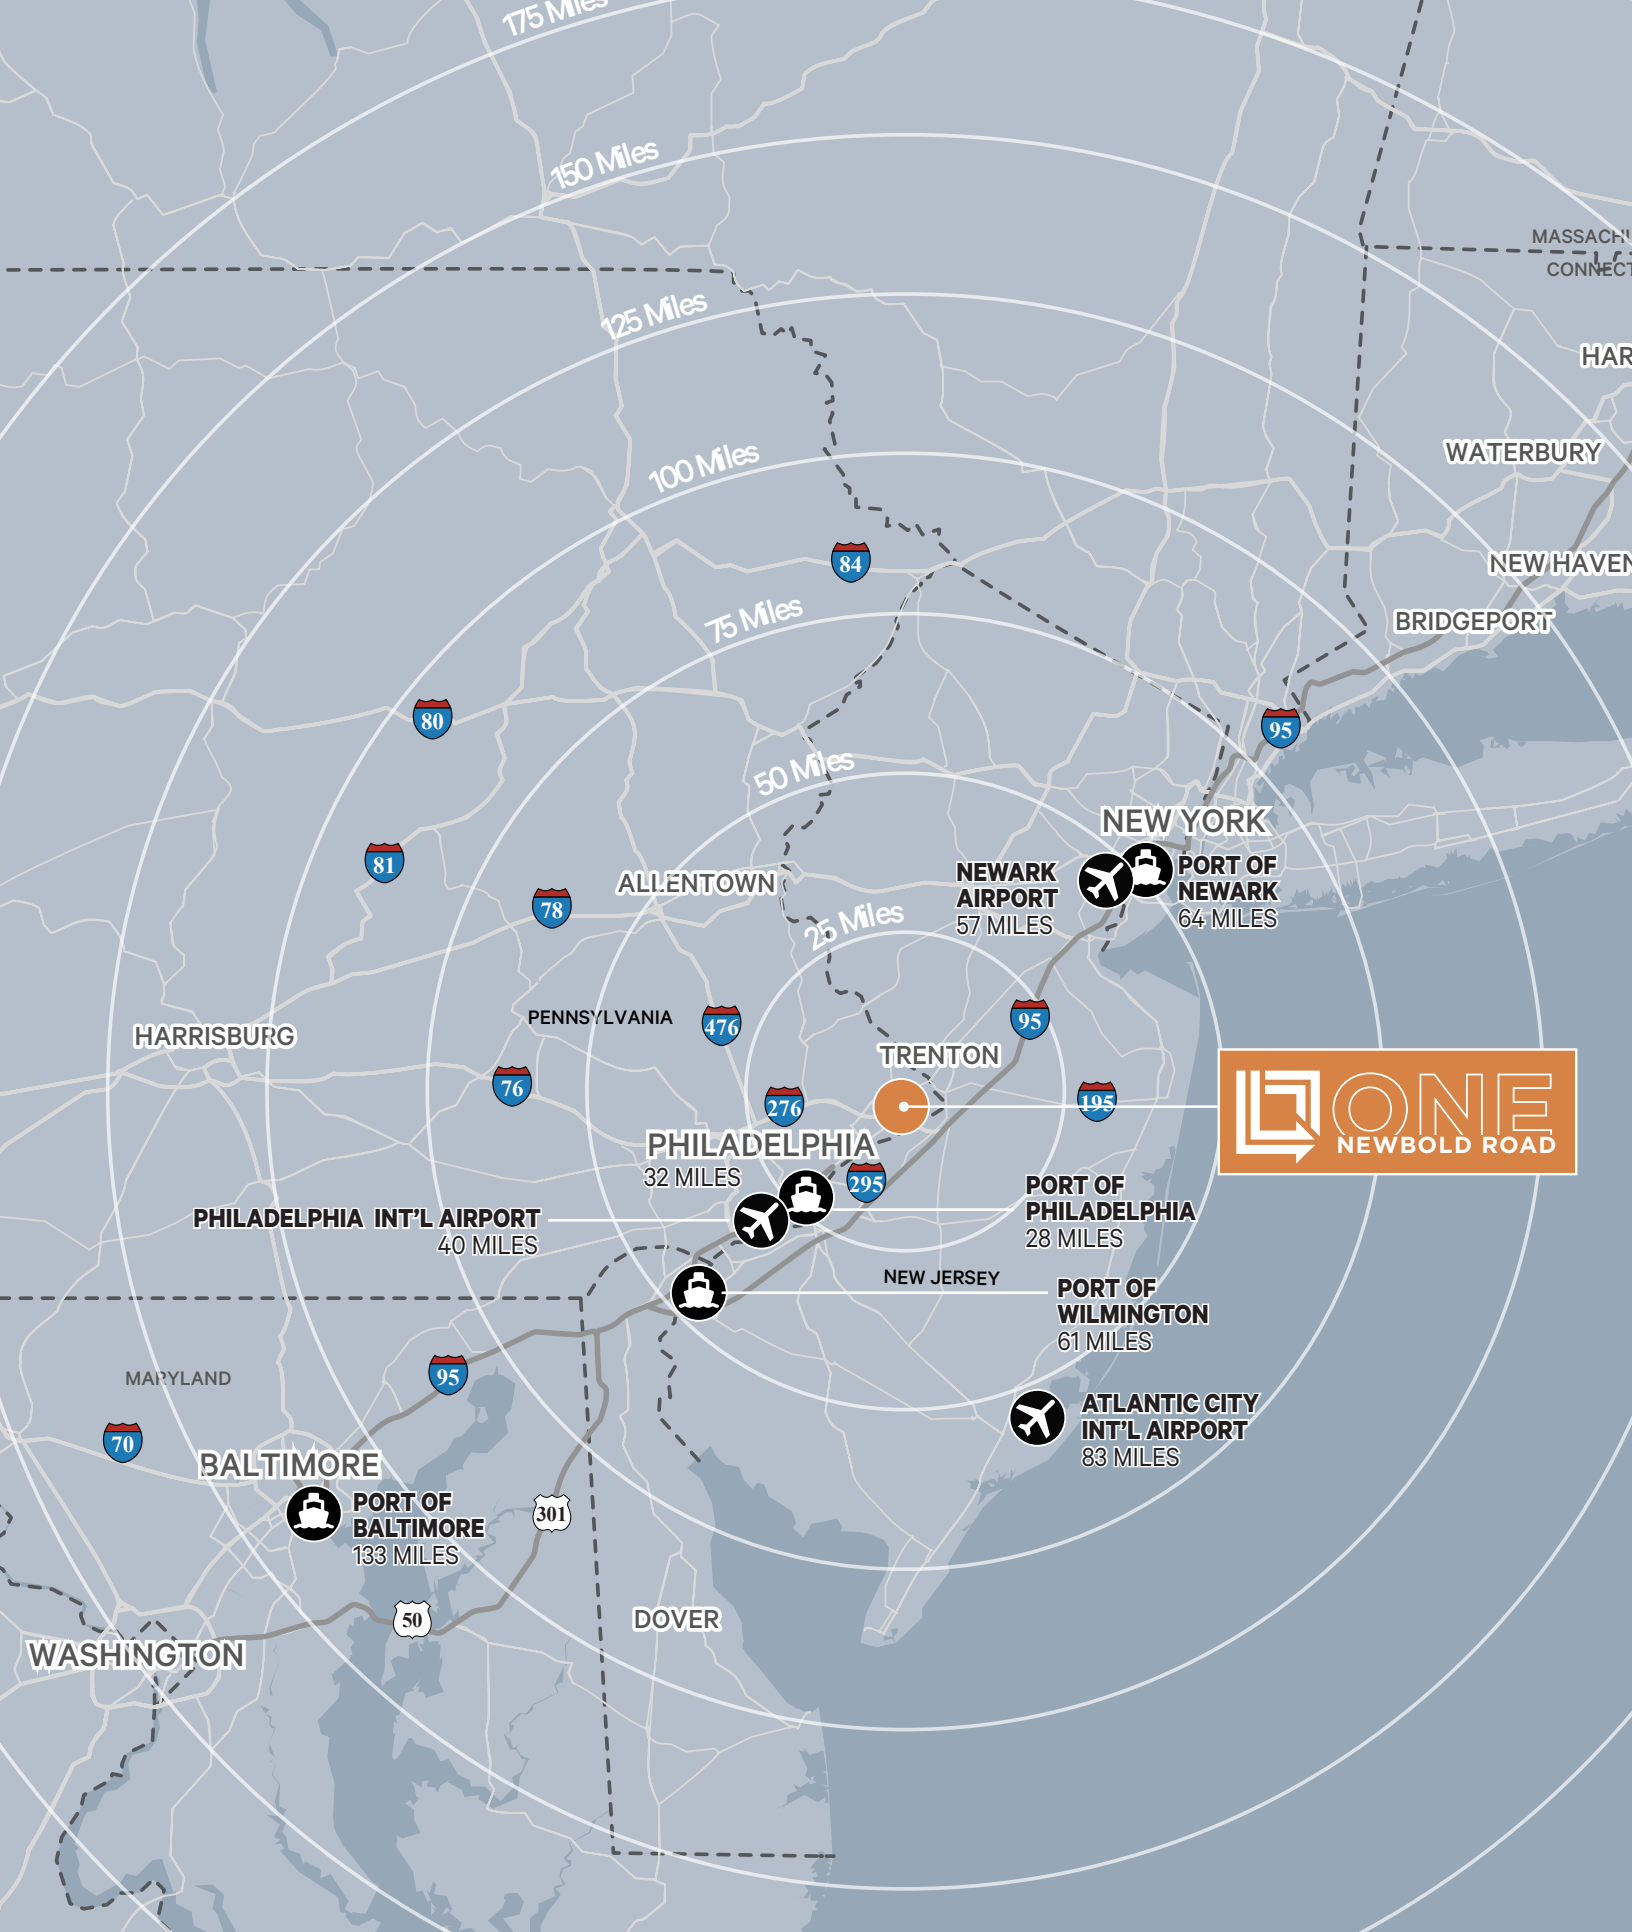 175 Miles
150 Miles
MASSACHU
CONNECT
125 Miles
HAR
WATERBURY
100 Miles
84
NEW HAVEN
75 Miles
BRIDGEPORT
80
95
50 Miles
NEW YORK
81
NEWARK
AIRPORT
57 MILES
PORT OF
NEWARK
64 MILES
ALLENTOWN
78
25 Miles
PENNSYLVANIA
476
95
HARRISBURG
TRENTON
76
276
195
ONE
NEWBOLD ROAD
PHILADELPHIA
32 MILES
295
PORT OF
PHILADELPHIA
28 MILES
PHILADELPHIA INT'L AIRPORT
40 MILES
NEW JERSEY
PORT OF
WILMINGTON
61 MILES
95
MARYLAND
ATLANTIC CITY
INT'L AIRPORT
83 MILES
70
BALTIMORE
PORT OF
BALTIMORE
133 MILES
301
50
DOVER
WASHINGTON